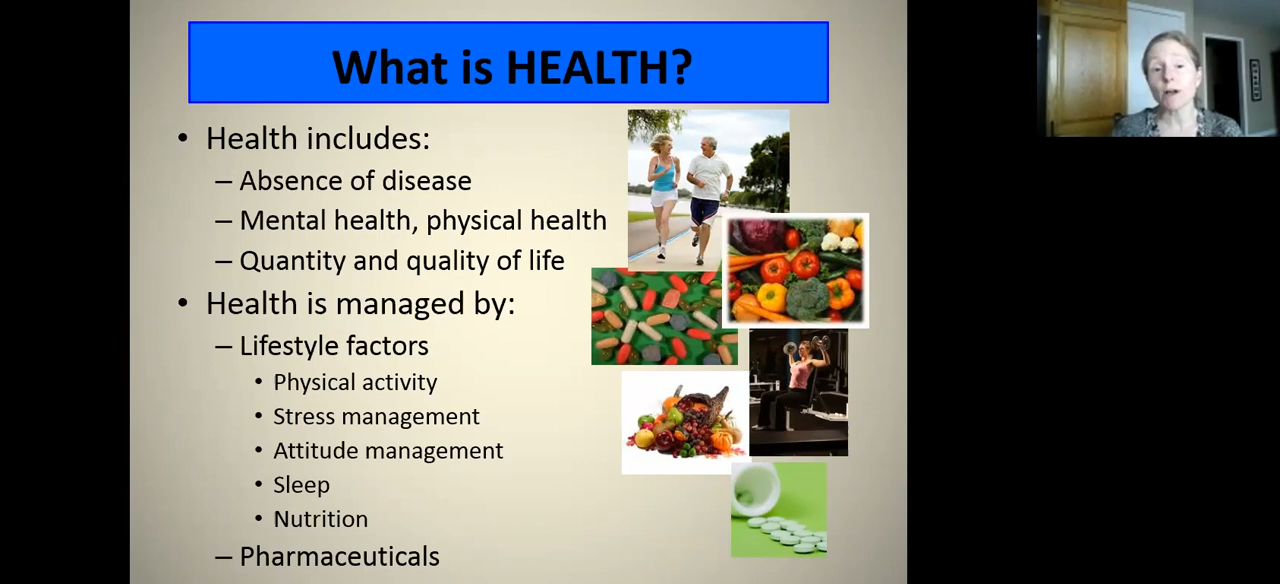 What is HEALTH?
• Health includes:
– Absence of disease
– Mental health, physical health
– Quantity and quality of life
• Health is managed by:
– Lifestyle factors
• Physical activity
• Stress management
• Attitude management
• Sleep
• Nutrition
– Pharmaceuticals